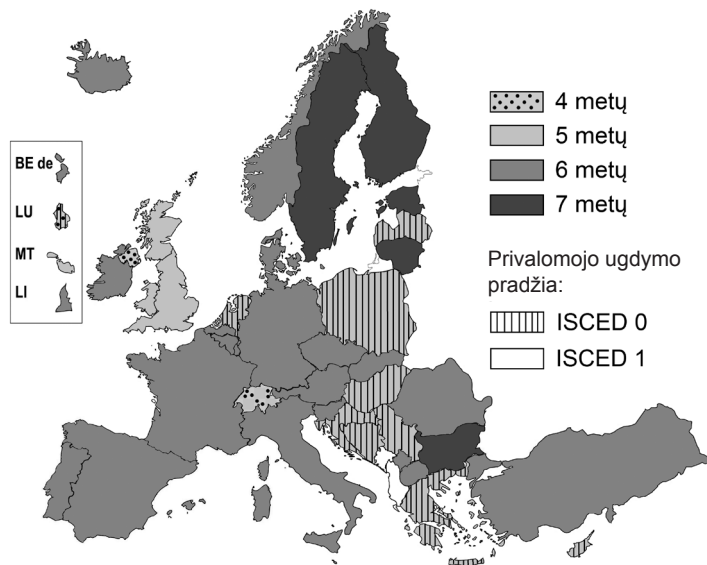 BE de
LU
MT
LI
4 metų
5 metų
6 metų
7 metų
Privalomojo ugdymo
pradžia:
ISCED 0
ISCED 1